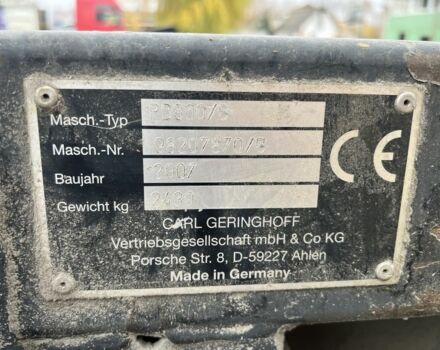 Masch.-Typ
Masch.-Nr.
Baujahr 2007
Gewicht kg
CE
CARL GERINGHOFF
Vertriebsgesellschaft mbH & Co KG
Porsche Str. 8, D-59227 Ahlen
Made in Germany